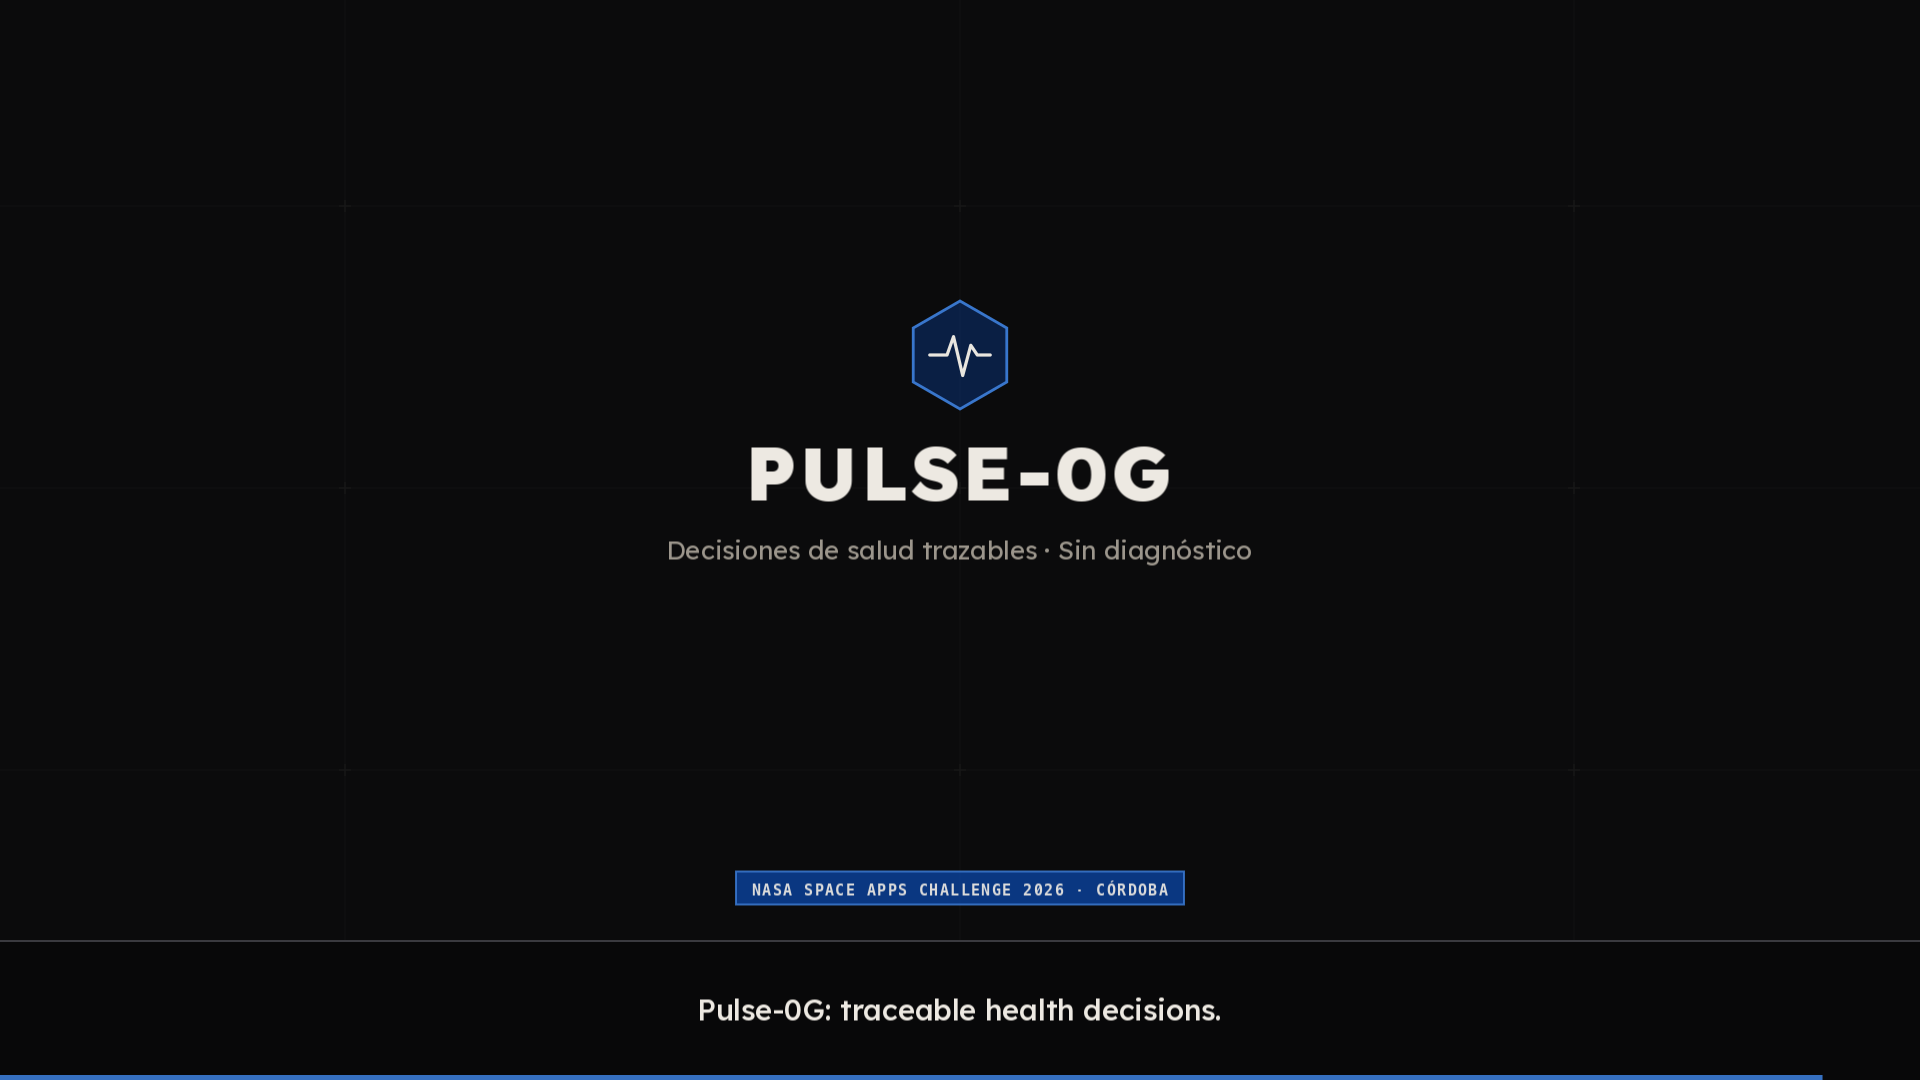 PULSE-0G
Decisiones de salud trazables · Sin diagnóstico
NASA SPACE APPS CHALLENGE 2026 · CÓRDOBA
Pulse-0G: traceable health decisions.